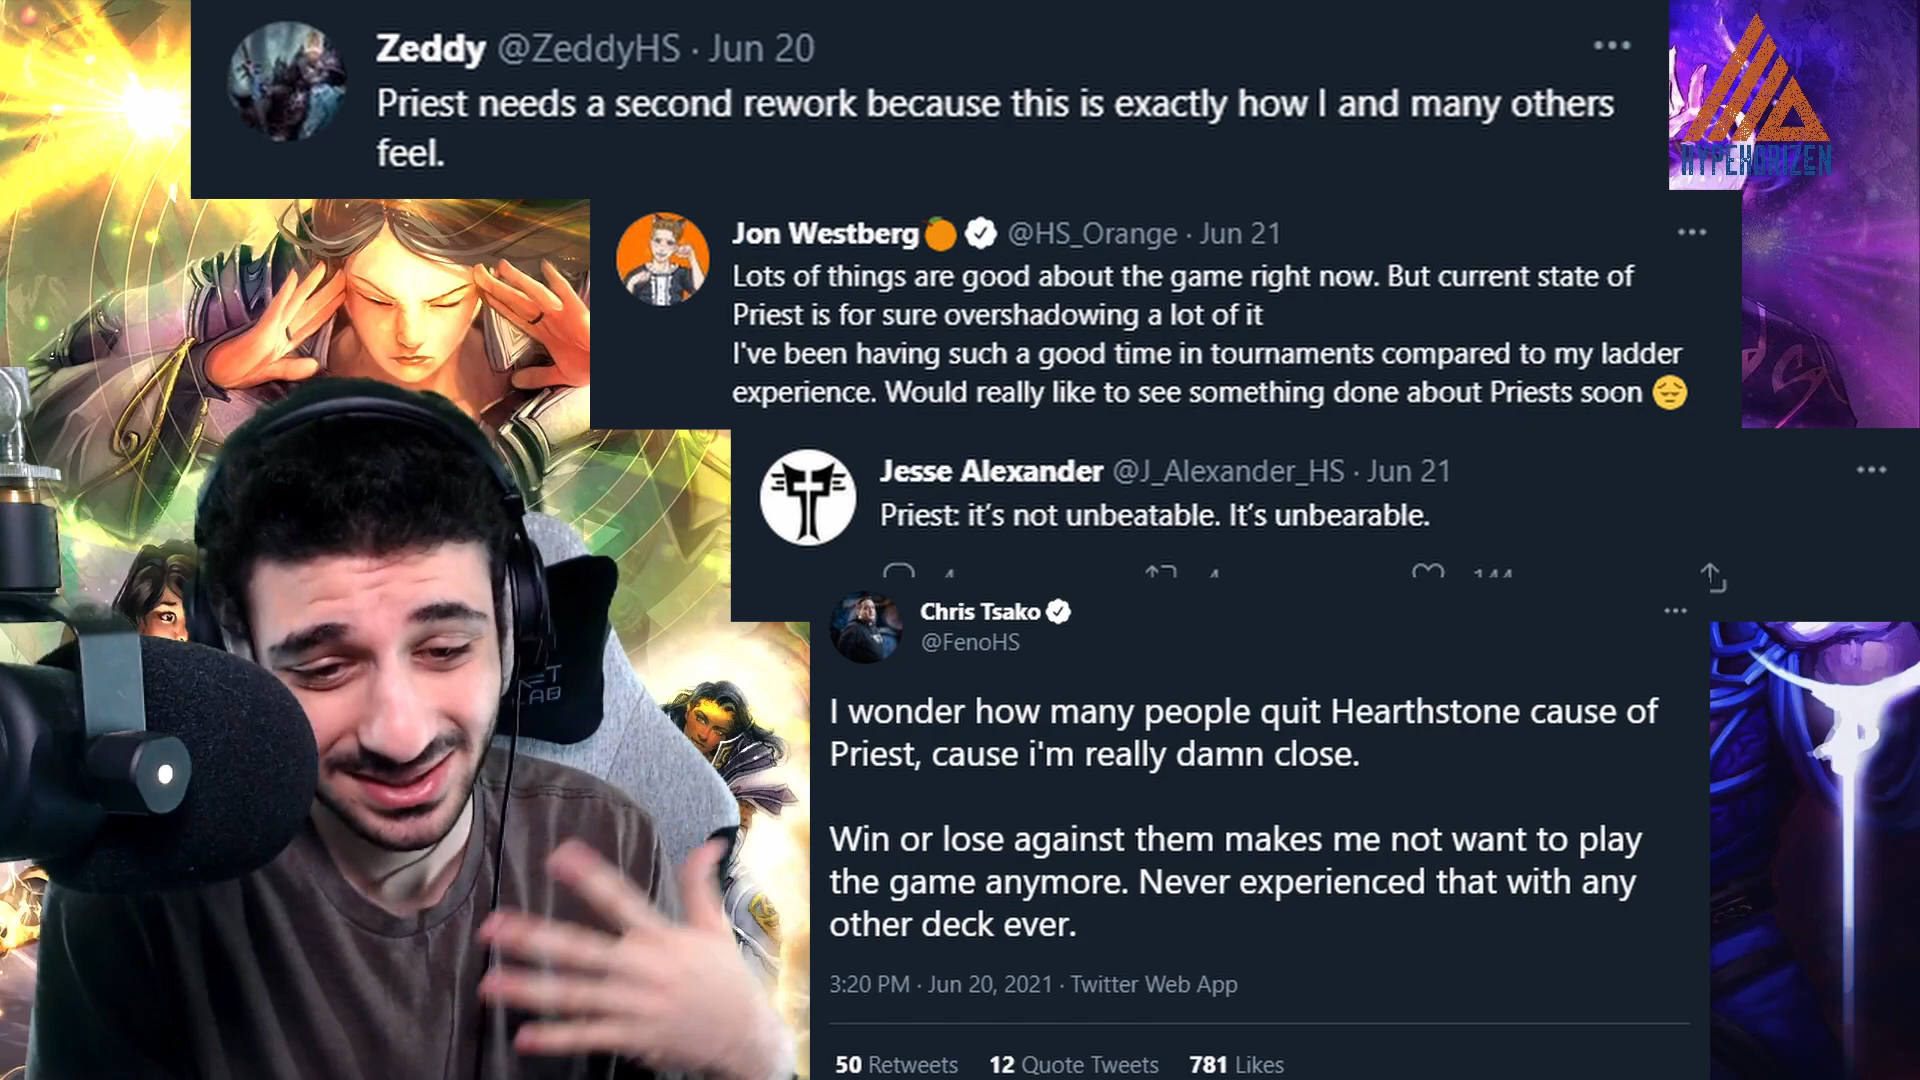 Zeddy @ZeddyHS · Jun 20
Priest needs a second rework because this is exactly how I and many others
feel.
HYPEHORIZEN
Jon Westberg🍊 @HS_Orange · Jun 21
Lots of things are good about the game right now. But current state of
Priest is for sure overshadowing a lot of it
I've been having such a good time in tournaments compared to my ladder
experience. Would really like to see something done about Priests soon 😔
Jesse Alexander @J_Alexander_HS · Jun 21
Priest: it’s not unbeatable. It’s unbearable.
Chris Tsako
@FenoHS
I wonder how many people quit Hearthstone cause of
Priest, cause i'm really damn close.
Win or lose against them makes me not want to play
the game anymore. Never experienced that with any
other deck ever.
3:20 PM · Jun 20, 2021 · Twitter Web App
50 Retweets 12 Quote Tweets 781 Likes